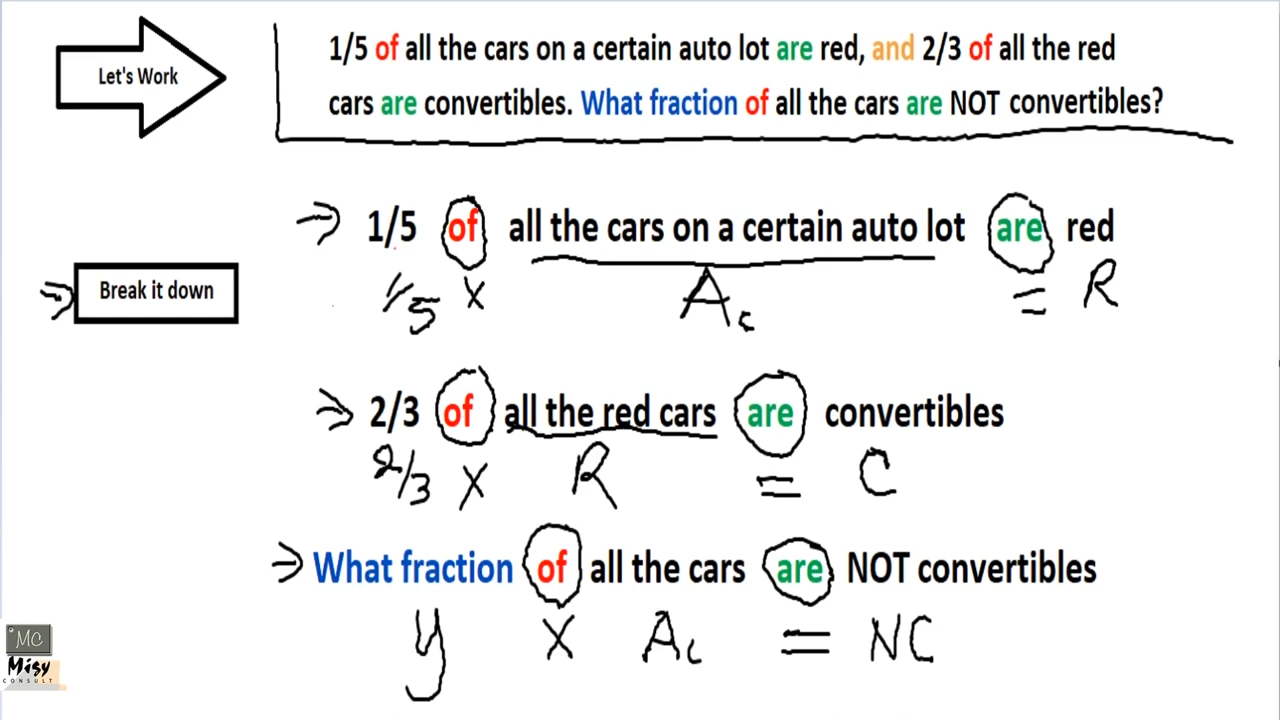 Let's Work
1/5 of all the cars on a certain auto lot are red, and 2/3 of all the red
cars are convertibles. What fraction of all the cars are NOT convertibles?
1/5 of all the cars on a certain auto lot are red
Break it down
1/5 x Ac = R
2/3 of all the red cars are convertibles
2/3 x R = C
What fraction of all the cars are NOT convertibles
y x Ac = NC
MC
Misy
CONSULT